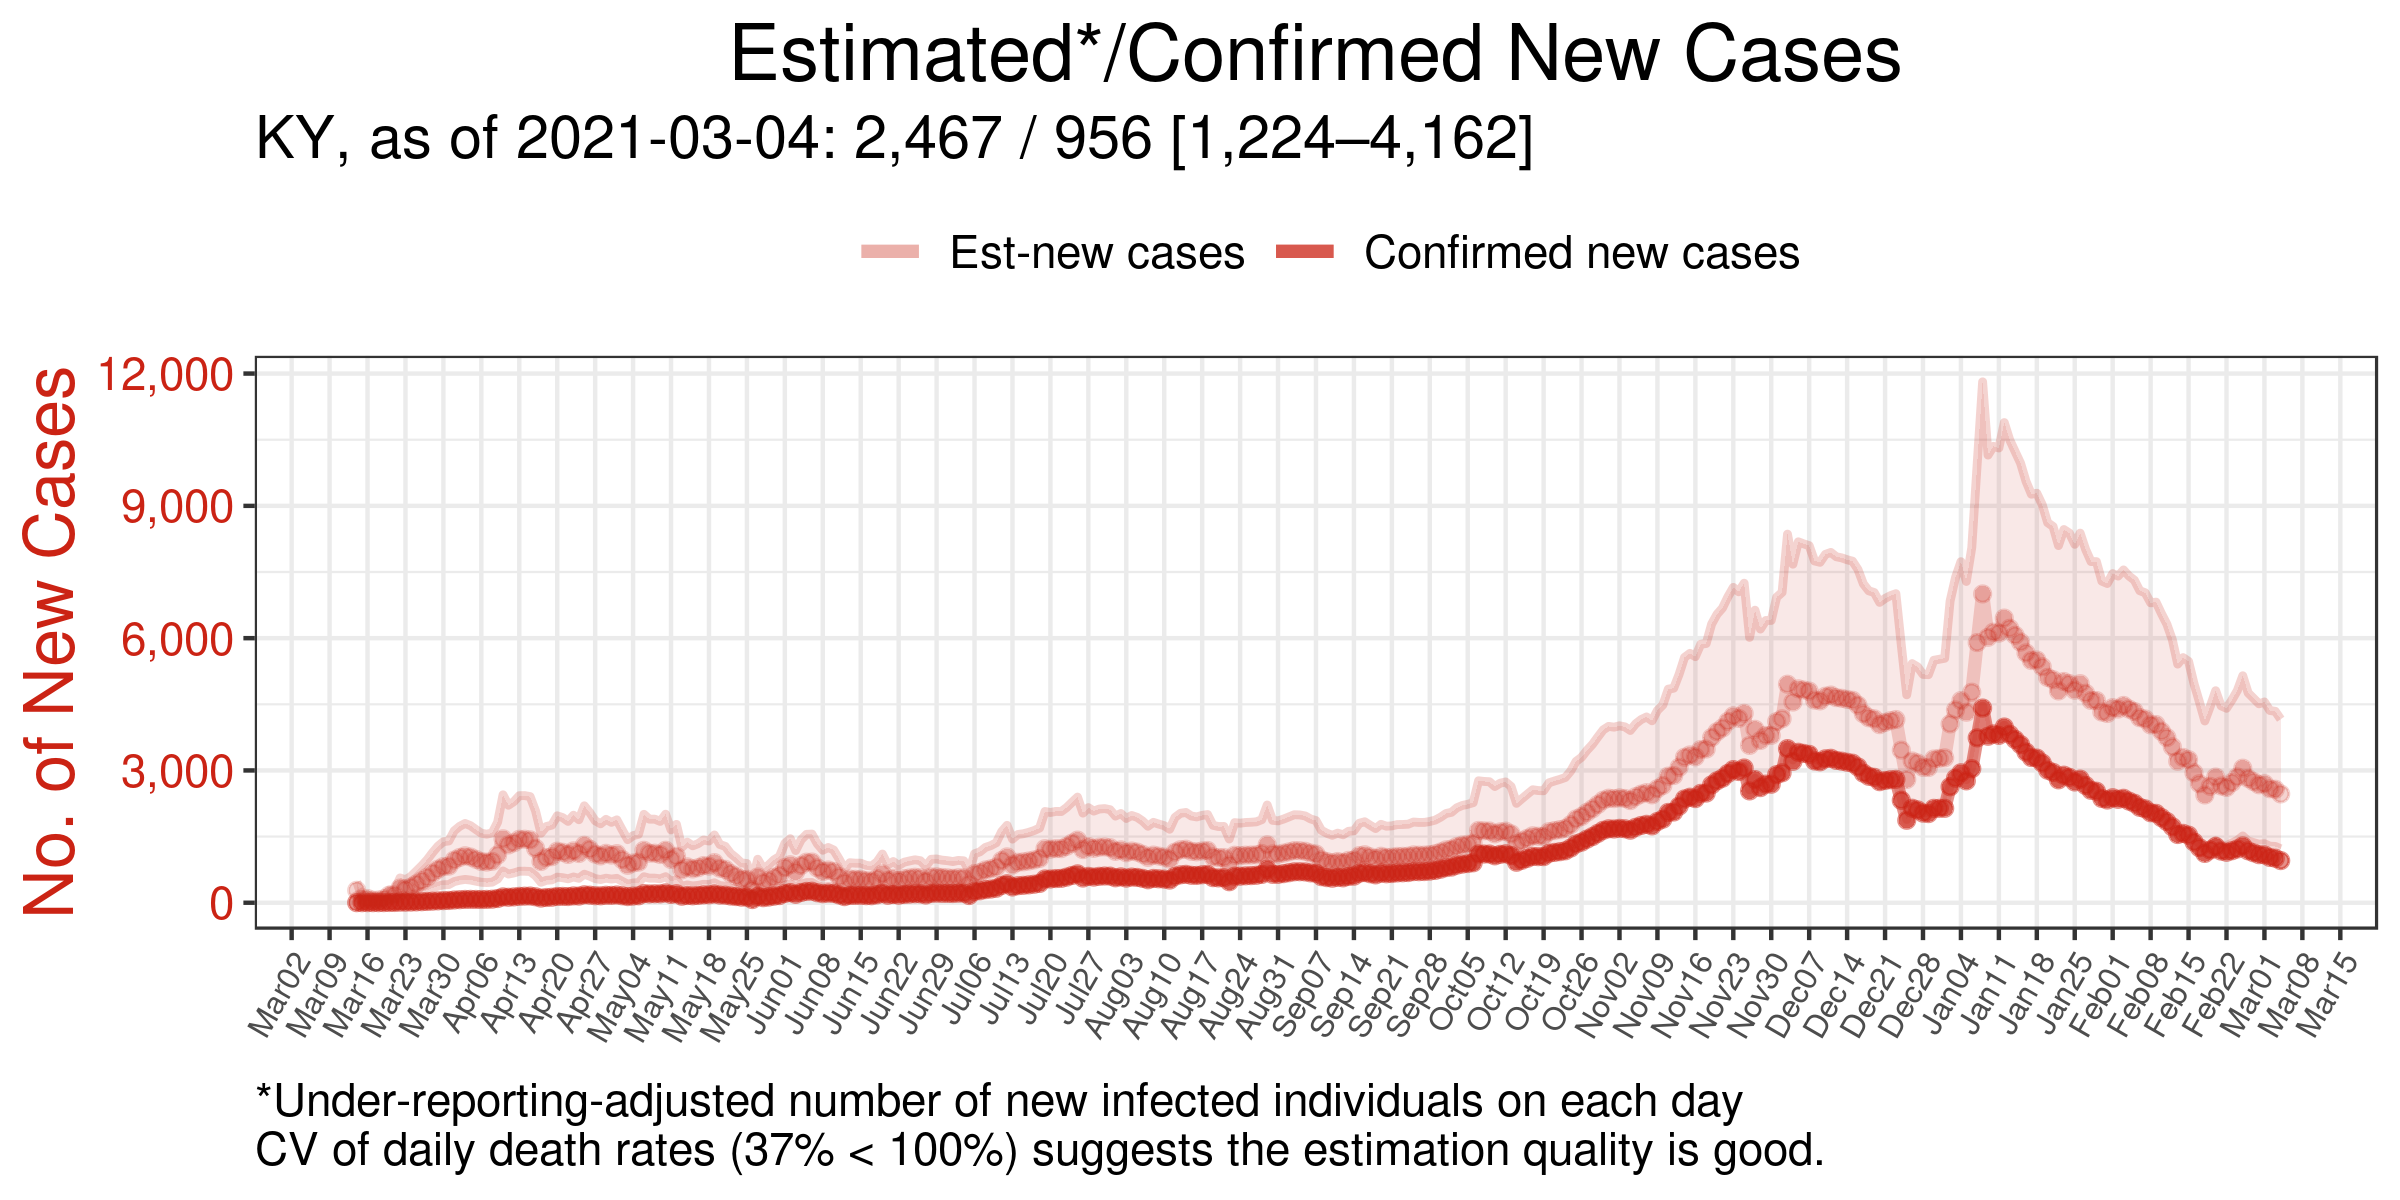 Estimated*/Confirmed New Cases
KY, as of 2021-03-04: 2,467 / 956 [1,224–4,162]
Est-new cases Confirmed new cases
No. of New Cases
12,000
9,000
6,000
3,000
0
Mar02 Mar09 Mar16 Mar23 Mar30 Apr06 Apr13 Apr20 Apr27 May04 May11 May18 May25 Jun01 Jun08 Jun15 Jun22 Jun29 Jul06 Jul13 Jul20 Jul27 Aug03 Aug10 Aug17 Aug24 Aug31 Sep07 Sep14 Sep21 Sep28 Oct05 Oct12 Oct19 Oct26 Nov02 Nov09 Nov16 Nov23 Nov30 Dec07 Dec14 Dec21 Dec28 Jan04 Jan11 Jan18 Jan25 Feb01 Feb08 Feb15 Feb22 Mar01 Mar08 Mar15
*Under-reporting-adjusted number of new infected individuals on each day
CV of daily death rates (37% < 100%) suggests the estimation quality is good.